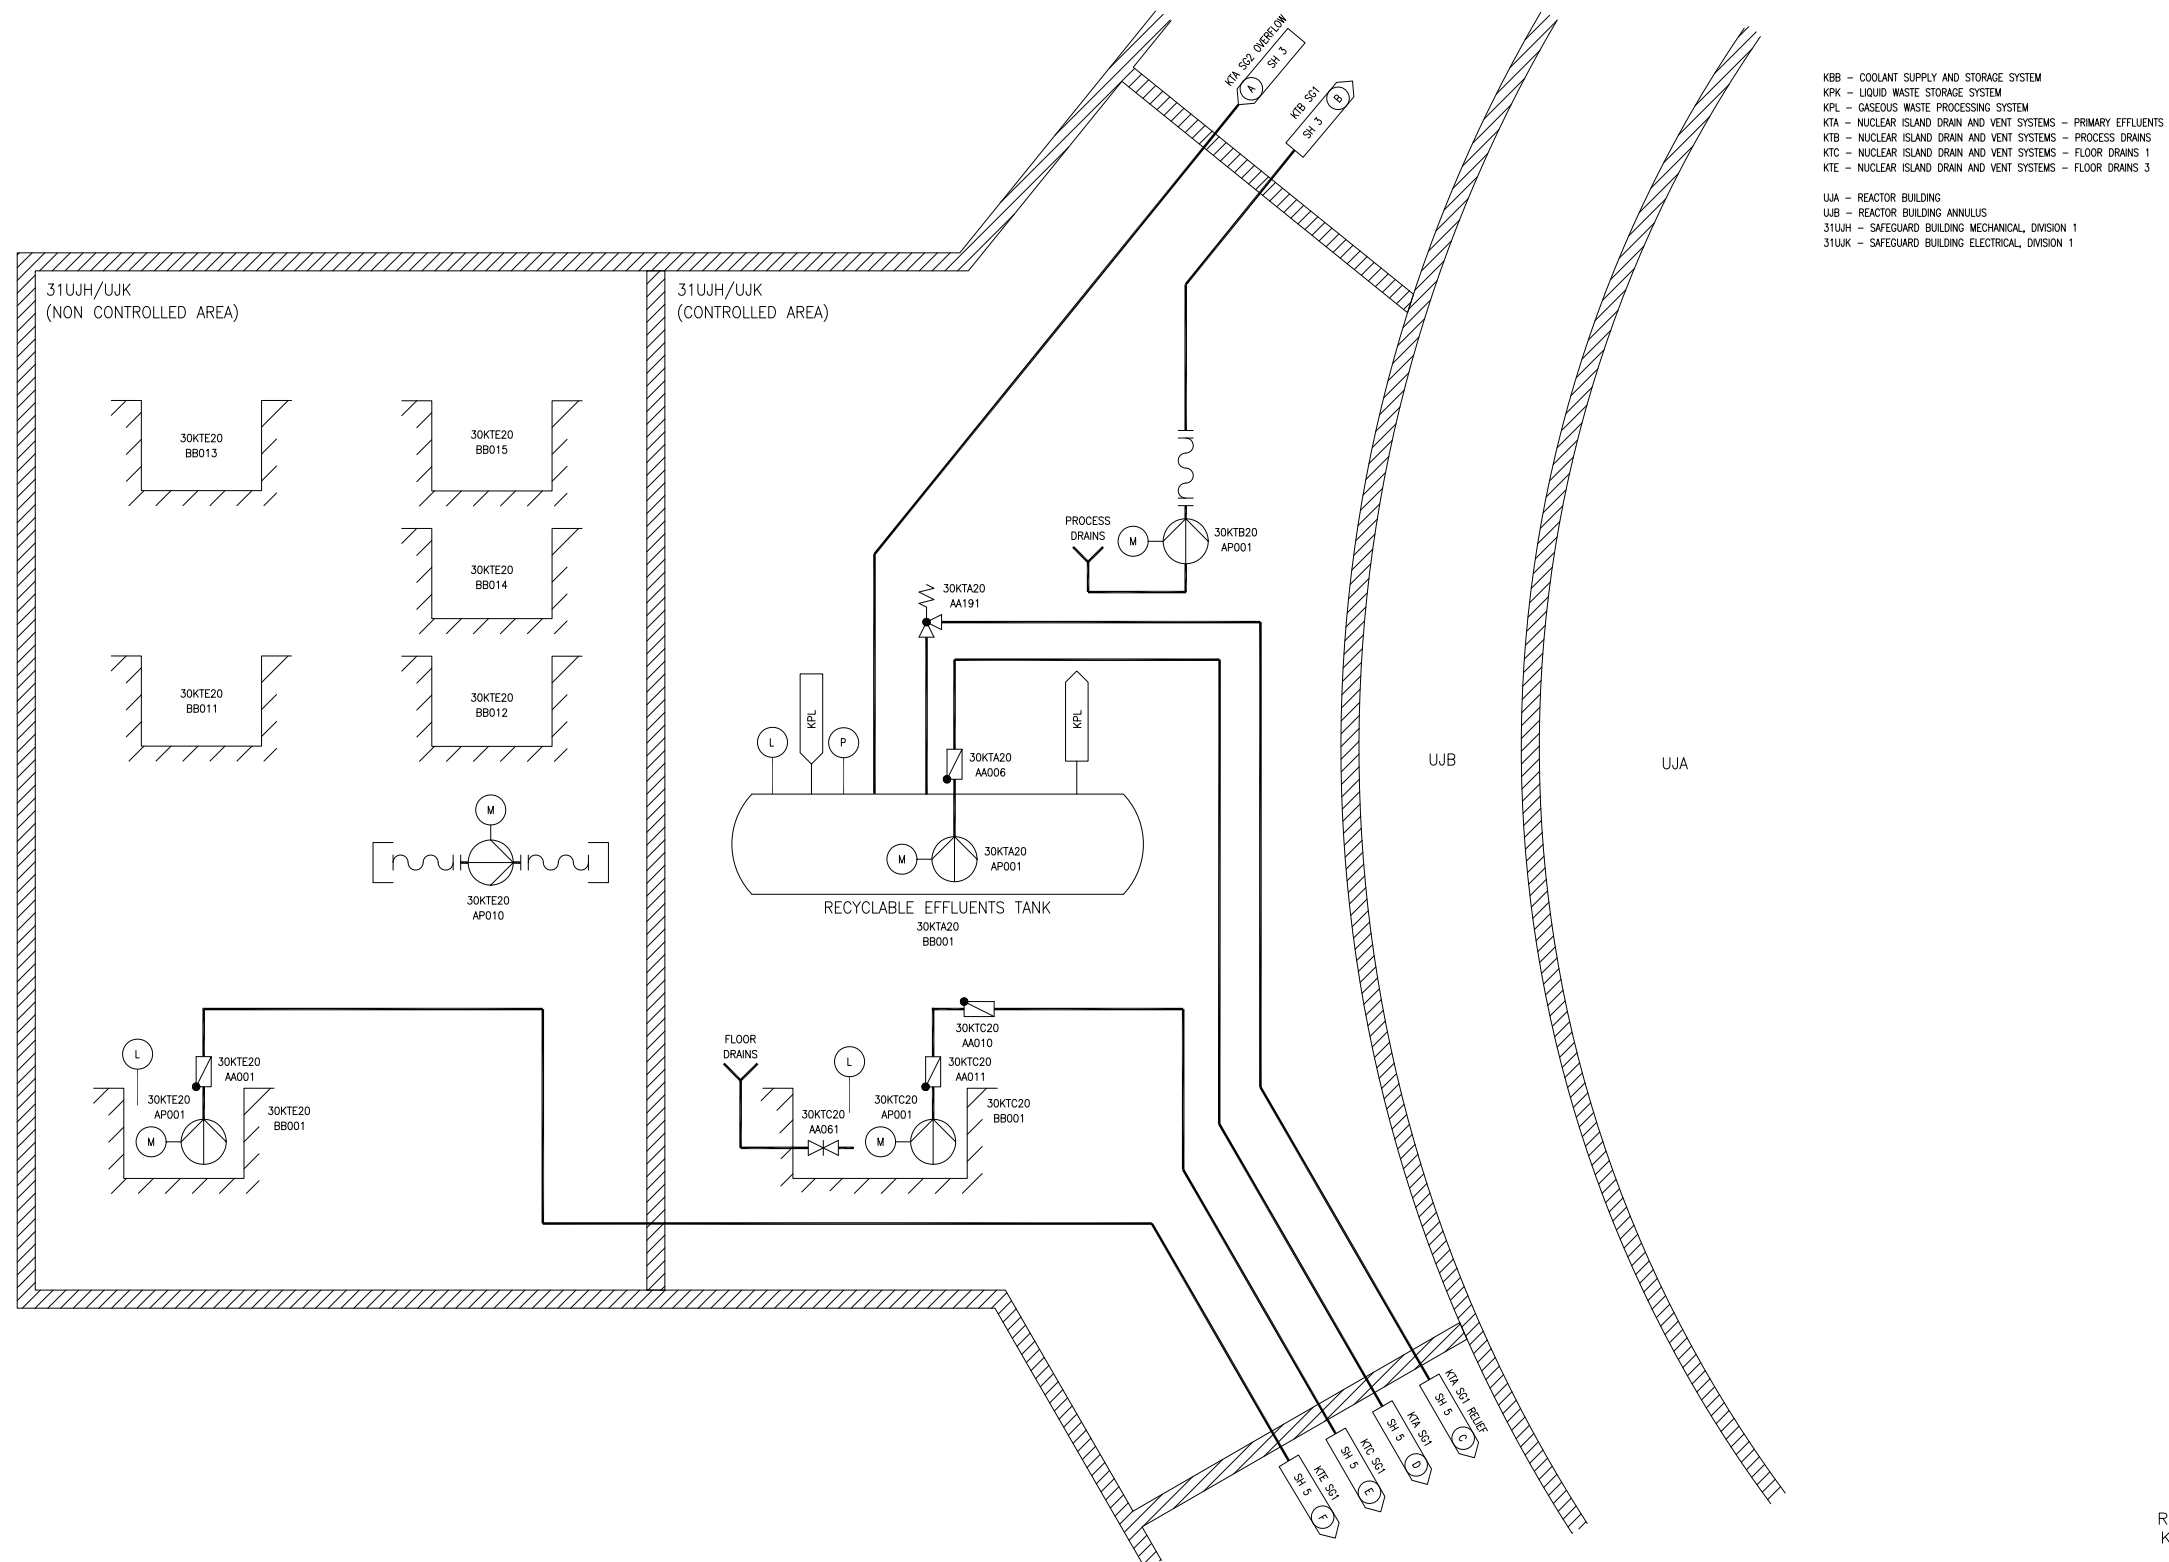 KBB – COOLANT SUPPLY AND STORAGE SYSTEM
KPK – LIQUID WASTE STORAGE SYSTEM
KPL – GASEOUS WASTE PROCESSING SYSTEM
KTA – NUCLEAR ISLAND DRAIN AND VENT SYSTEMS – PRIMARY EFFLUENTS
KTB – NUCLEAR ISLAND DRAIN AND VENT SYSTEMS – PROCESS DRAINS
KTC – NUCLEAR ISLAND DRAIN AND VENT SYSTEMS – FLOOR DRAINS 1
KTE – NUCLEAR ISLAND DRAIN AND VENT SYSTEMS – FLOOR DRAINS 3
UJA – REACTOR BUILDING
UJB – REACTOR BUILDING ANNULUS
31UJH – SAFEGUARD BUILDING MECHANICAL, DIVISION 1
31UJK – SAFEGUARD BUILDING ELECTRICAL, DIVISION 1
KTA SG2 OVERFLOW
SH 3
A
KTB SG1
SH 3
B
31UJH/UJK
(NON CONTROLLED AREA)
31UJH/UJK
(CONTROLLED AREA)
30KTE20
BB013
30KTE20
BB015
30KTE20
BB014
30KTE20
BB011
30KTE20
BB012
M
30KTE20
AP010
PROCESS
DRAINS
M
30KTB20
AP001
30KTA20
AA191
L
KPL
P
30KTA20
AA006
KPL
M
30KTA20
AP001
RECYCLABLE EFFLUENTS TANK
30KTA20
BB001
UJB
UJA
L
30KTE20
AA001
30KTE20
AP001
M
30KTE20
BB001
FLOOR
DRAINS
L
30KTC20
AA010
30KTC20
AA011
30KTC20
AA061
30KTC20
AP001
M
30KTC20
BB001
KTA SG1 RELIEF
SH 5
C
KTA SG1
SH 5
D
KTC SG1
SH 5
E
KTE SG1
SH 5
F
R
K